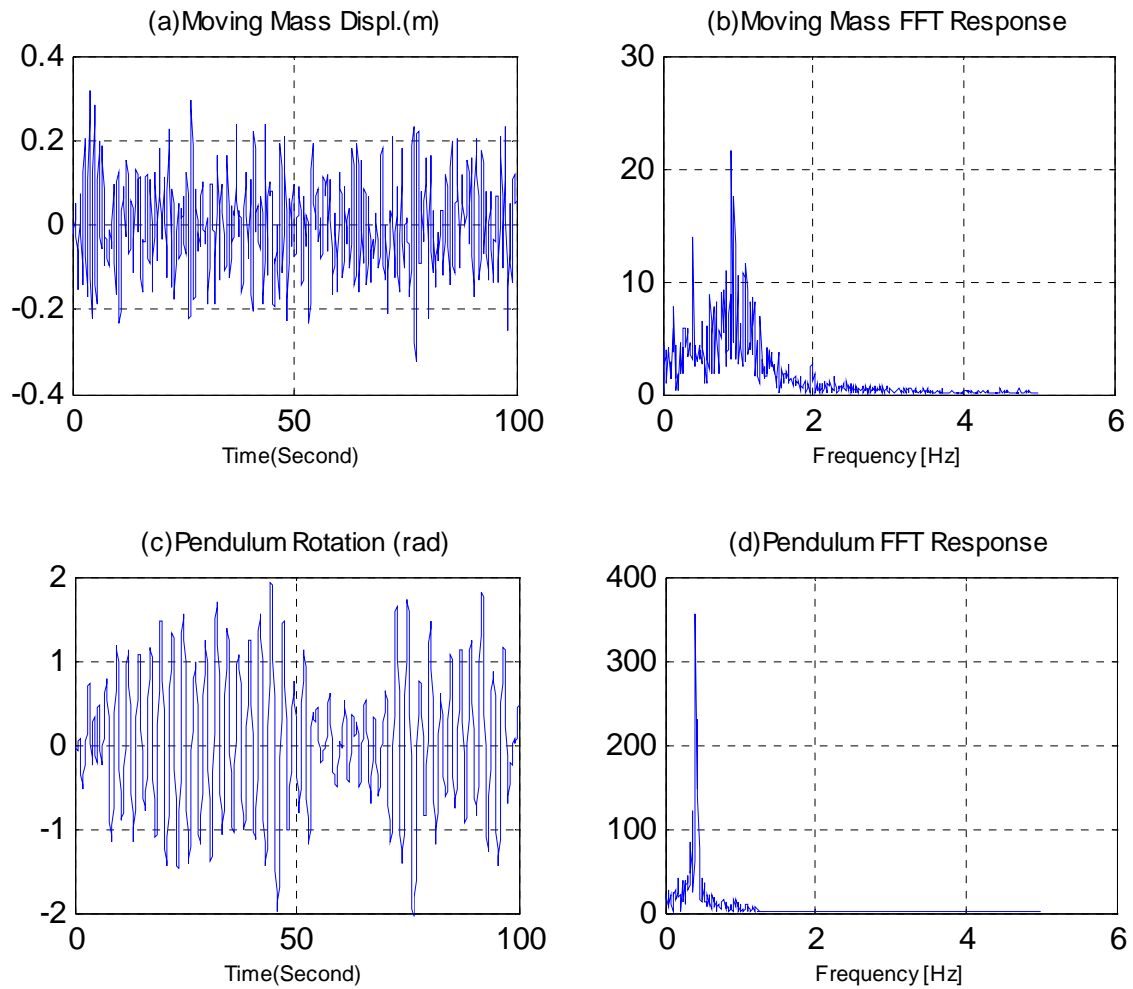 (a)Moving Mass Displ.(m)
0.4
0.2
0
-0.2
-0.4
0 50 100
Time(Second)
(b)Moving Mass FFT Response
30
20
10
0
0 2 4 6
Frequency [Hz]
(c)Pendulum Rotation (rad)
2
1
0
-1
-2
0 50 100
Time(Second)
(d)Pendulum FFT Response
400
300
200
100
0
0 2 4 6
Frequency [Hz]